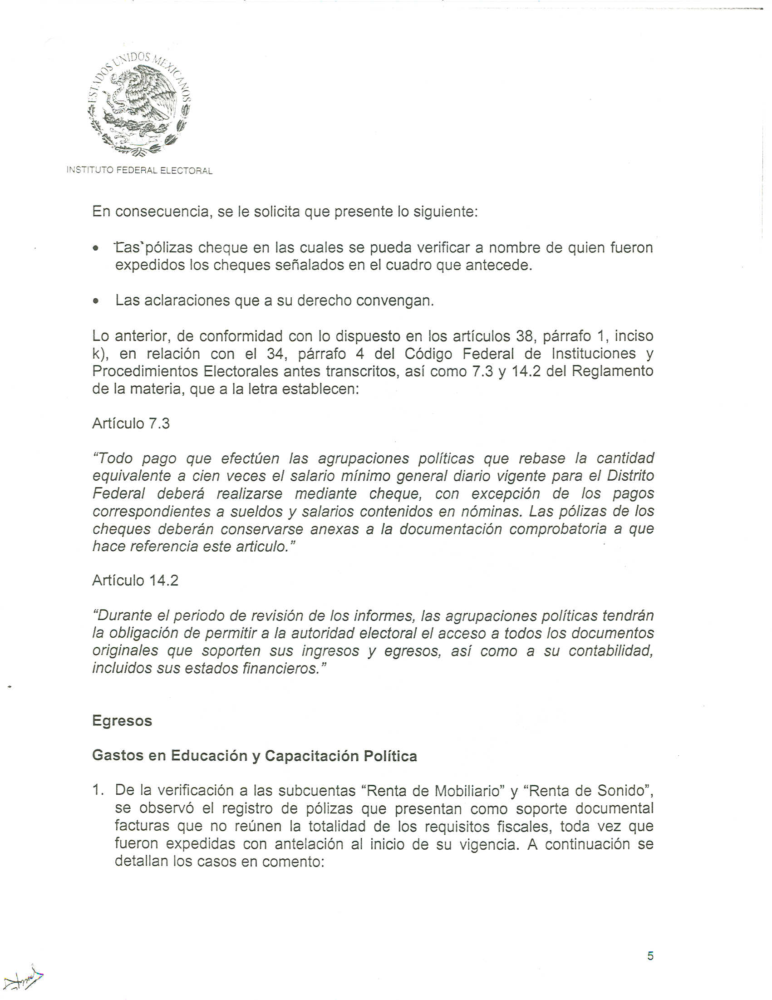 ESTADOS UNIDOS MEXICANOS
INSTITUTO FEDERAL ELECTORAL
En consecuencia, se le solicita que presente lo siguiente:
• Las pólizas cheque en las cuales se pueda verificar a nombre de quien fueron
expedidos los cheques señalados en el cuadro que antecede.
• Las aclaraciones que a su derecho convengan.
Lo anterior, de conformidad con lo dispuesto en los artículos 38, párrafo 1, inciso
k), en relación con el 34, párrafo 4 del Código Federal de Instituciones y
Procedimientos Electorales antes transcritos, así como 7.3 y 14.2 del Reglamento
de la materia, que a la letra establecen:
Artículo 7.3
“Todo pago que efectúen las agrupaciones políticas que rebase la cantidad
equivalente a cien veces el salario mínimo general diario vigente para el Distrito
Federal deberá realizarse mediante cheque, con excepción de los pagos
correspondientes a sueldos y salarios contenidos en nóminas. Las pólizas de los
cheques deberán conservarse anexas a la documentación comprobatoria a que
hace referencia este articulo.”
Artículo 14.2
“Durante el periodo de revisión de los informes, las agrupaciones políticas tendrán
la obligación de permitir a la autoridad electoral el acceso a todos los documentos
originales que soporten sus ingresos y egresos, así como a su contabilidad,
incluidos sus estados financieros.”
Egresos
Gastos en Educación y Capacitación Política
1. De la verificación a las subcuentas “Renta de Mobiliario” y “Renta de Sonido”,
se observó el registro de pólizas que presentan como soporte documental
facturas que no reúnen la totalidad de los requisitos fiscales, toda vez que
fueron expedidas con antelación al inicio de su vigencia. A continuación se
detallan los casos en comento:
5